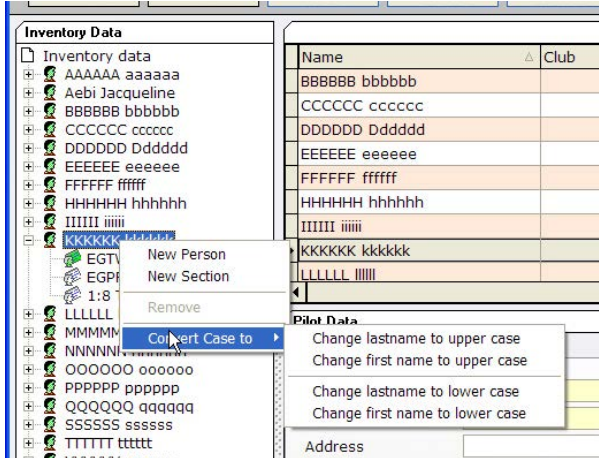 Inventory Data
Inventory data
AAAAAA aaaaaa
Aebi Jacqueline
BBBBBB bbbbbb
CCCCCC cccccc
DDDDDD Dddddd
EEEEEE eeeeee
FFFFFF ffffff
HHHHHH hhhhhh
IIIIII iiiiii
KKKKKK kkkkkk
1:8
LLLLLL
OOOOOO oooooo
PPPPPP pppppp
QQQQQQ qqqqqq
SSSSSS ssssss
TTTTTT tttttt
New Person
New Section
Remove
Convert Case to
Change lastname to upper case
Change first name to upper case
Change lastname to lower case
Change first name to lower case
Name Club
BBBBBB bbbbbb
CCCCCC cccccc
DDDDDD Dddddd
EEEEEE eeeeee
FFFFFF ffffff
HHHHHH hhhhhh
IIIIII iiiiii
KKKKKK kkkkkk
LLLLLL llllll
Pilot Data
Address